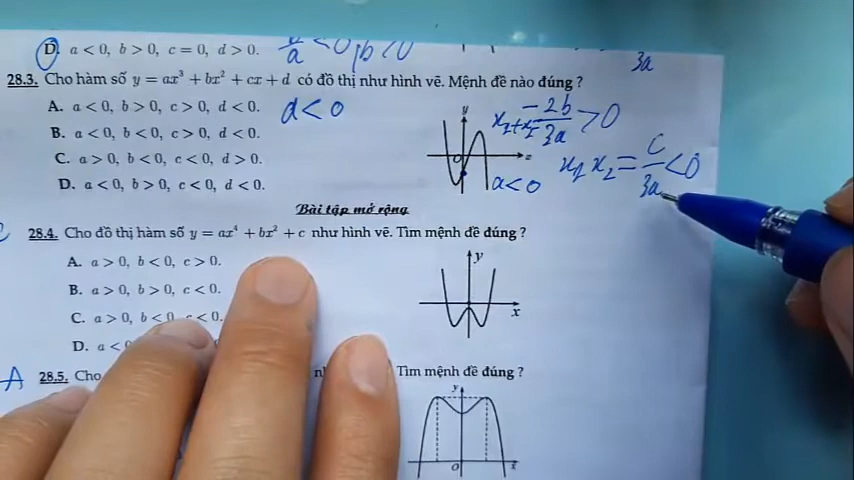 D. a < 0, b > 0, c = 0, d > 0.
28.3. Cho hàm số y = ax³ + bx² + cx + d có đồ thị như hình vẽ. Mệnh đề nào đúng ?
A. a < 0, b > 0, c > 0, d < 0.
d < 0
B. a < 0, b < 0, c > 0, d < 0.
C. a > 0, b < 0, c < 0, d > 0.
D. a < 0, b > 0, c < 0, d < 0.
y
O
x
a < 0
x₁ + x₂ = -2b/3a > 0
x₁ x₂ = c/3a < 0
3a
Bài tập mở rộng
28.4. Cho đồ thị hàm số y = ax⁴ + bx² + c như hình vẽ. Tìm mệnh đề đúng ?
A. a > 0, b < 0, c > 0.
B. a > 0, b > 0, c < 0.
C. a > 0, b < 0, c < 0.
D. a <
y
x
A
28.5. Cho
Tìm mệnh đề đúng ?
y
O
x